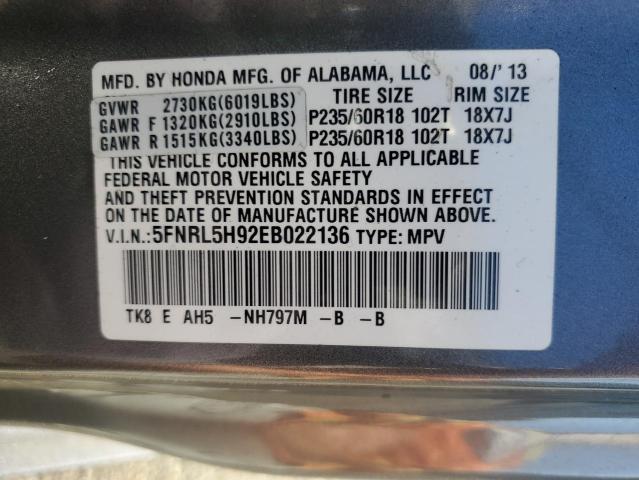 MFD. BY HONDA MFG. OF ALABAMA, LLC 08/'13
TIRE SIZE RIM SIZE
GVWR 2730KG(6019LBS)
GAWR F 1320KG(2910LBS) P235/60R18 102T 18X7J
GAWR R 1515KG(3340LBS) P235/60R18 102T 18X7J
THIS VEHICLE CONFORMS TO ALL APPLICABLE
FEDERAL MOTOR VEHICLE SAFETY
AND THEFT PREVENTION STANDARDS IN EFFECT
ON THE DATE OF MANUFACTURE SHOWN ABOVE.
V.I.N.:5FNRL5H92EB022136 TYPE: MPV
TK8 E AH5 -NH797M -B -B